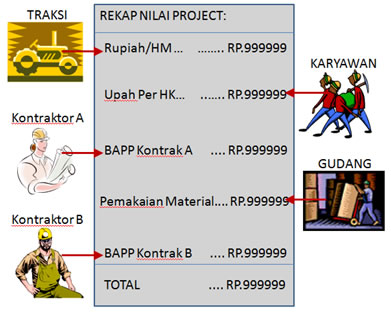 TRAKSI
REKAP NILAI PROJECT:
Rupiah/HM ... ........ RP.999999
KARYAWAN
Upah Per HK... ....... RP.999999
Kontraktor A
BAPP Kontrak A .... RP.999999
GUDANG
Pemakaian Material.... RP.999999
Kontraktor B
BAPP Kontrak B .... RP.999999
TOTAL .... RP.999999